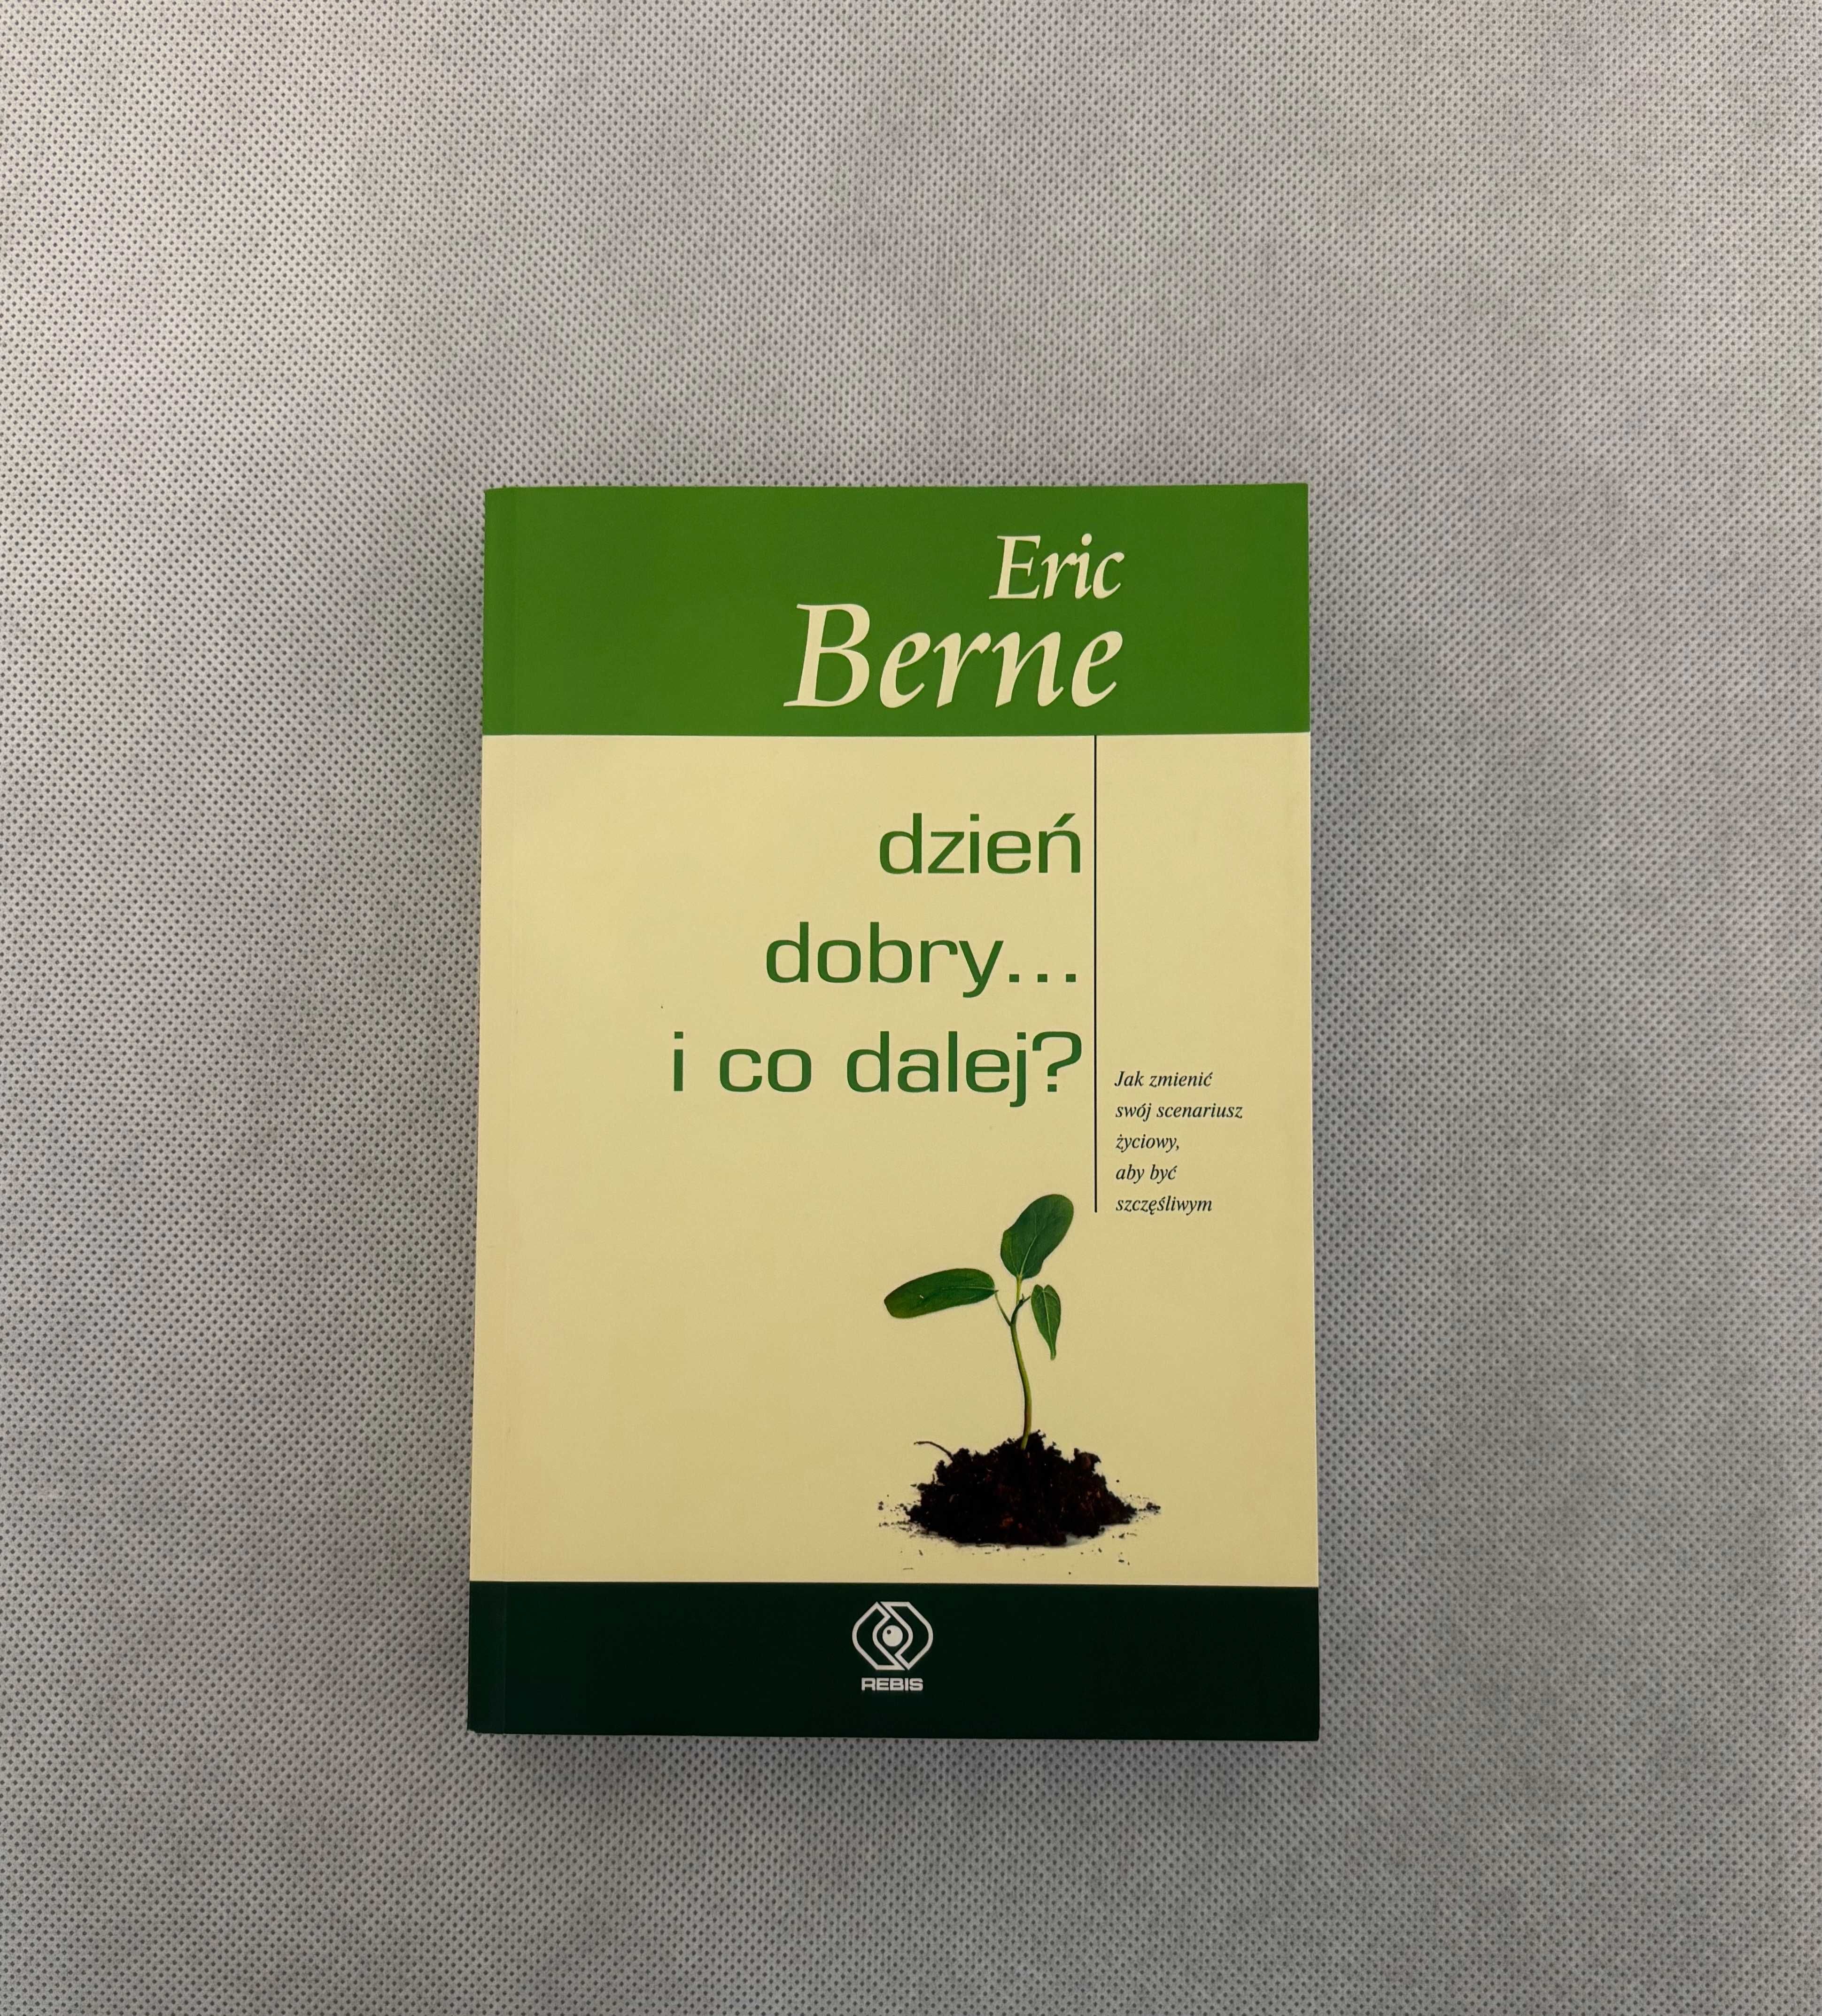 Eric
Berne
dzień
dobry...
i co dalej?
Jak zmienić
swój scenariusz
życiowy,
aby być
szczęśliwym
REBIS